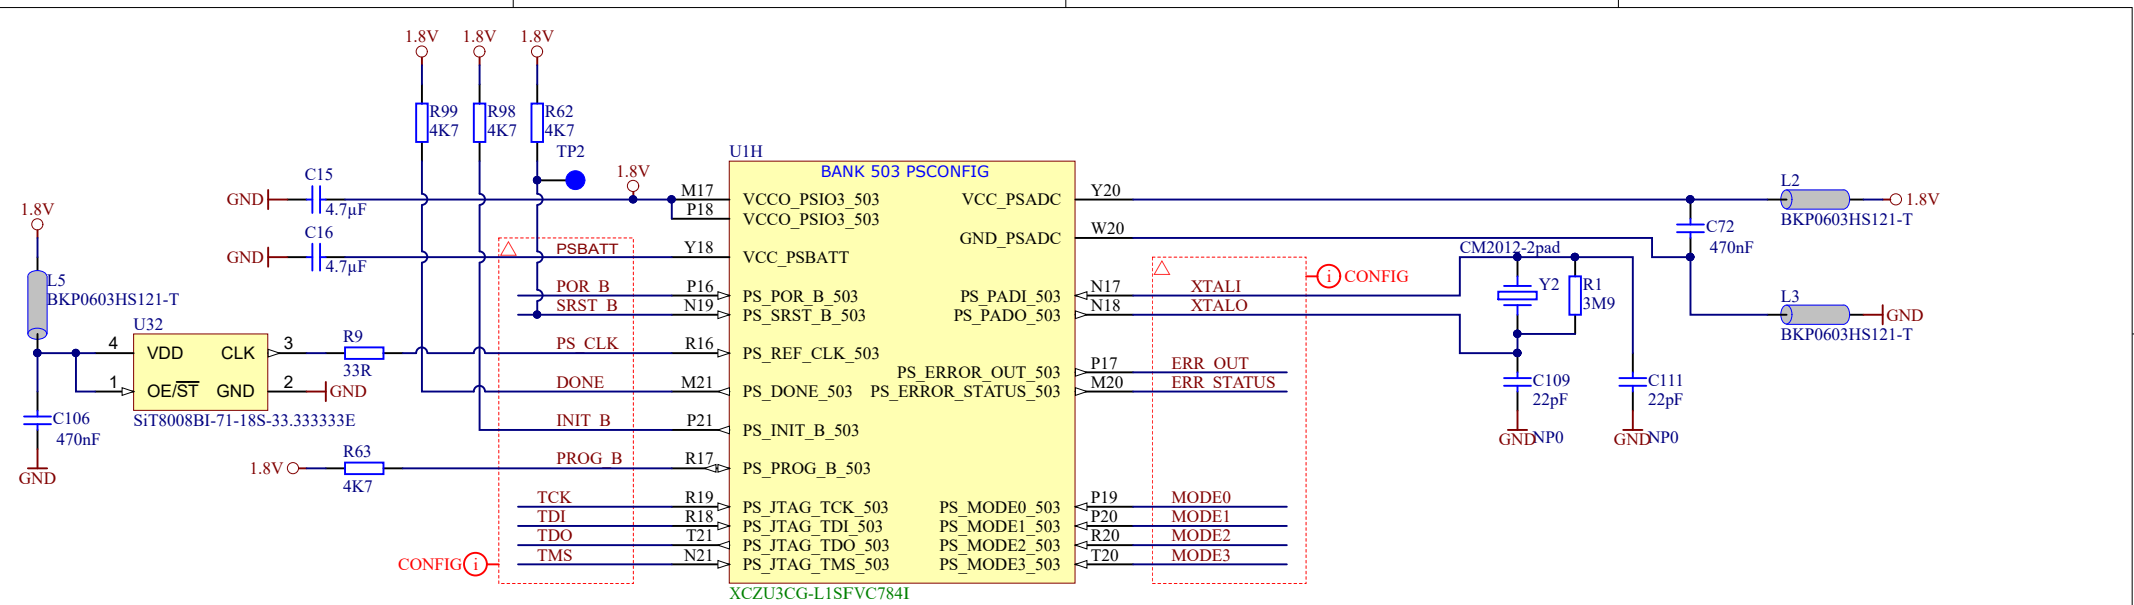 1.8V 1.8V 1.8V
R99 R98 R62
4K7 4K7 4K7
TP2
U1H
BANK 503 PSCONFIG
C15
1.8V
GND
4.7µF
M17 VCCO_PSIO3_503
P18 VCCO_PSIO3_503
VCC_PSADC Y20
L2
1.8V
BKP0603HS121-T
1.8V
C16
GND
4.7µF
PSBATT
Y18 VCC_PSBATT
GND_PSADC W20
C72
470nF
CM2012-2pad
L5
BKP0603HS121-T
POR_B P16 PS_POR_B_503
SRST_B N19 PS_SRST_B_503
PS_PADI_503 N17 XTALI
PS_PADO_503 N18 XTALO
i CONFIG
Y2
R1
3M9
L3
GND
BKP0603HS121-T
U32
4 VDD CLK 3
1 OE/ST GND 2 GND
SiT8008BI-71-18S-33.333333E
R9
33R
PS_CLK R16 PS_REF_CLK_503
DONE M21 PS_DONE_503
PS_ERROR_OUT_503 P17 ERR_OUT
PS_ERROR_STATUS_503 M20 ERR_STATUS
C109
22pF
GND NP0
C111
22pF
GND NP0
C106
470nF
GND
INIT_B P21 PS_INIT_B_503
R63
1.8V
4K7
PROG_B R17 PS_PROG_B_503
TCK R19 PS_JTAG_TCK_503
TDI R18 PS_JTAG_TDI_503
TDO T21 PS_JTAG_TDO_503
TMS N21 PS_JTAG_TMS_503
CONFIG i
PS_MODE0_503 P19 MODE0
PS_MODE1_503 P20 MODE1
PS_MODE2_503 R20 MODE2
PS_MODE3_503 T20 MODE3
XCZU3CG-L1SFVC784I